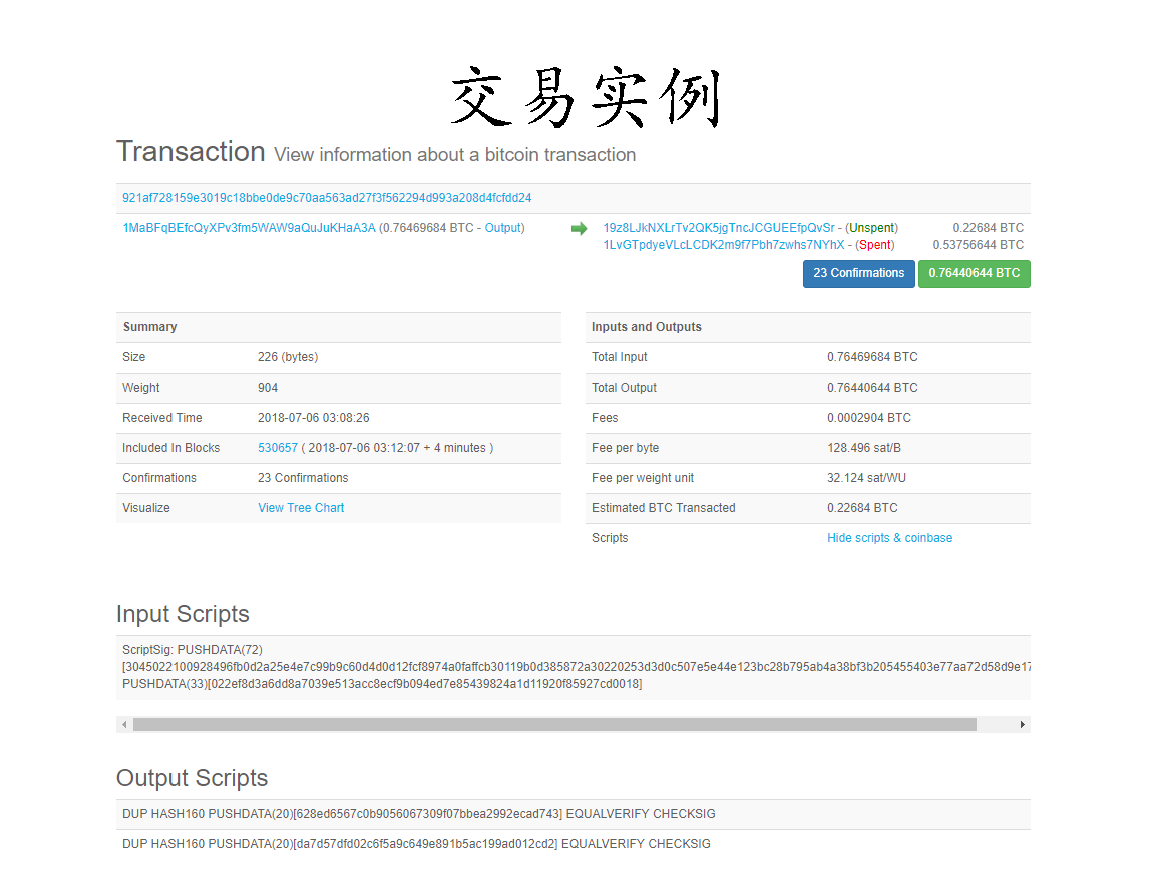 交易实例
Transaction View information about a bitcoin transaction
921af728159e3019c18bbe0de9c70aa563ad27f3f562294d993a208d4fcfdd24
1MaBFqBEfcQyXPv3fm5WAW9aQuJuKHaA3A (0.76469684 BTC - Output)
19z8LJkNXLrTv2QK5jgTncJCGUEEfpQvSr - (Unspent) 0.22684 BTC
1LvGTpdyeVLcLCDK2m9f7Pbh7zwhs7NYhX - (Spent) 0.53756644 BTC
23 Confirmations 0.76440644 BTC
Summary
Size 226 (bytes)
Weight 904
Received Time 2018-07-06 03:08:26
Included In Blocks 530657 ( 2018-07-06 03:12:07 + 4 minutes )
Confirmations 23 Confirmations
Visualize View Tree Chart
Inputs and Outputs
Total Input 0.76469684 BTC
Total Output 0.76440644 BTC
Fees 0.0002904 BTC
Fee per byte 128.496 sat/B
Fee per weight unit 32.124 sat/WU
Estimated BTC Transacted 0.22684 BTC
Scripts Hide scripts & coinbase
Input Scripts
ScriptSig: PUSHDATA(72)
[3045022100928496fb0d2a25e4e7c99b9c60d4d0d12fcf8974a0faffcb30119b0d385872a30220253d3d0c507e5e44e123bc28b795ab4a38bf3b205455403e77aa72d58d9e17
PUSHDATA(33)[022ef8d3a6dd8a7039e513acc8ecf9b094ed7e85439824a1d11920f85927cd0018]
Output Scripts
DUP HASH160 PUSHDATA(20)[628ed6567c0b9056067309f07bbea2992ecad743] EQUALVERIFY CHECKSIG
DUP HASH160 PUSHDATA(20)[da7d57dfd02c6f5a9c649e891b5ac199ad012cd2] EQUALVERIFY CHECKSIG